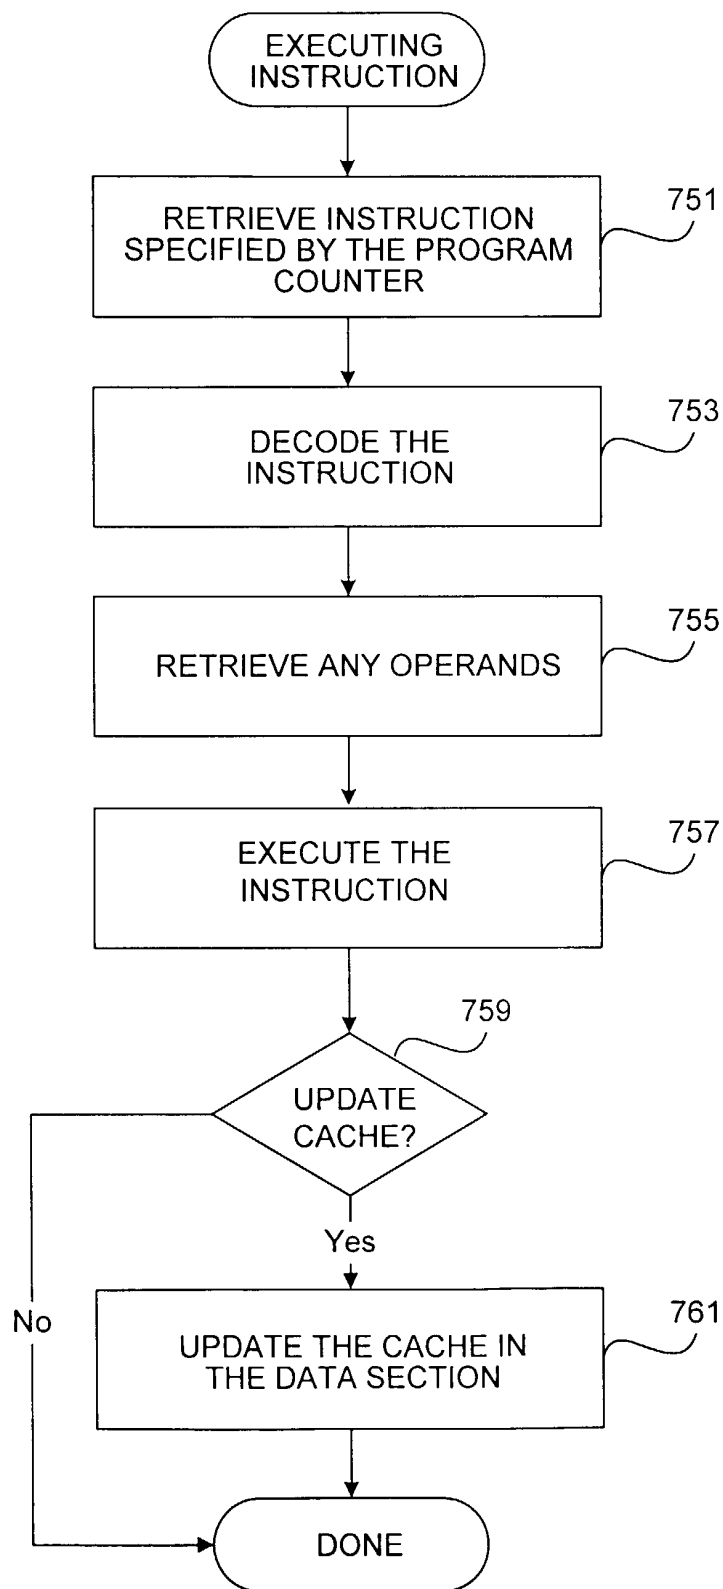 EXECUTING
INSTRUCTION
751
RETRIEVE INSTRUCTION
SPECIFIED BY THE PROGRAM
COUNTER
753
DECODE THE
INSTRUCTION
755
RETRIEVE ANY OPERANDS
757
EXECUTE THE
INSTRUCTION
759
UPDATE
CACHE?
Yes
No
761
UPDATE THE CACHE IN
THE DATA SECTION
DONE